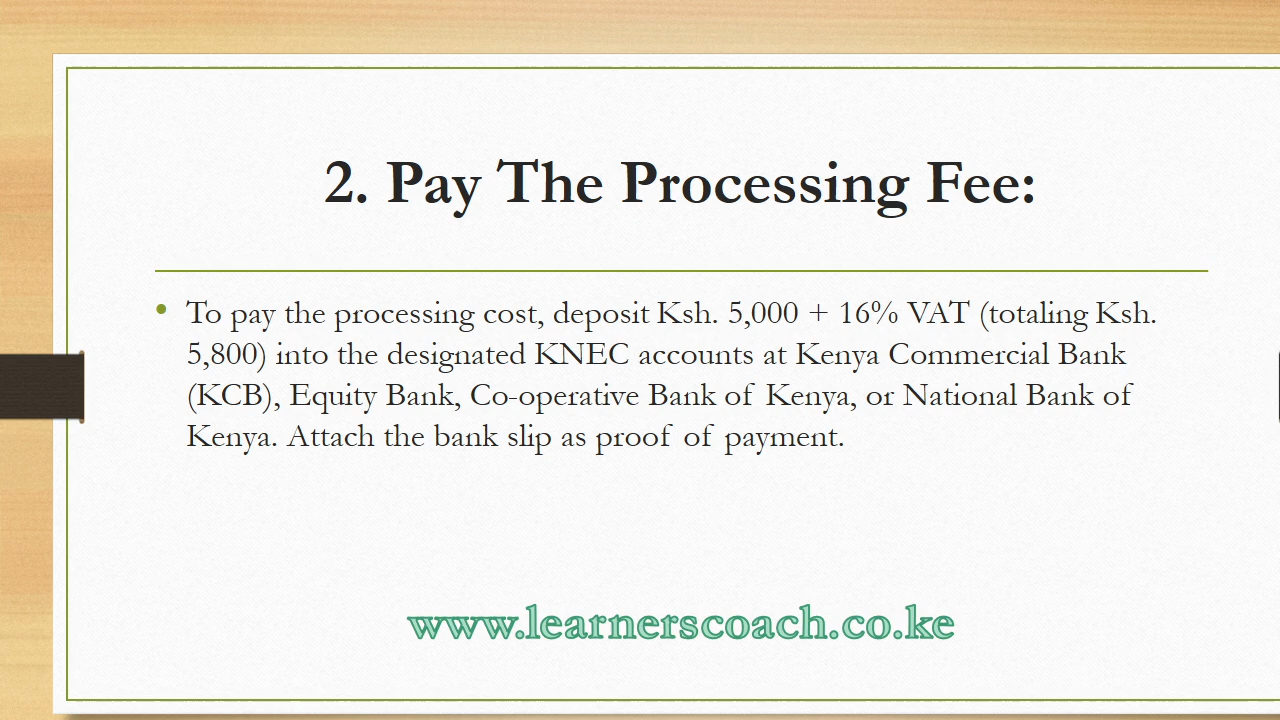 2. Pay The Processing Fee:
• To pay the processing cost, deposit Ksh. 5,000 + 16% VAT (totaling Ksh.
5,800) into the designated KNEC accounts at Kenya Commercial Bank
(KCB), Equity Bank, Co-operative Bank of Kenya, or National Bank of
Kenya. Attach the bank slip as proof of payment.
www.learnerscoach.co.ke